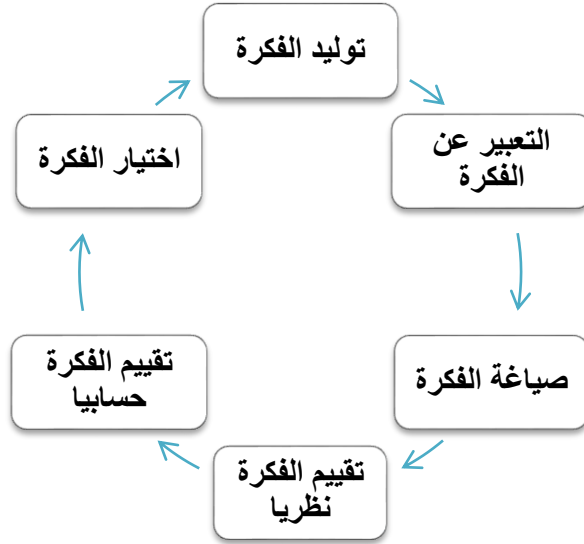 توليد الفكرة
التعبير عن
الفكرة
صياغة الفكرة
تقييم الفكرة
نظريا
تقييم الفكرة
حسابيا
اختيار الفكرة